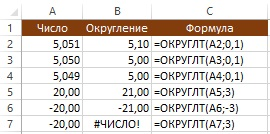 A B C
1 Число Округление Формула
2 5,051 5,10 =ОКРУГЛТ(A2;0,1)
3 5,050 5,00 =ОКРУГЛТ(A3;0,1)
4 5,049 5,00 =ОКРУГЛТ(A4;0,1)
5 20,00 21,00 =ОКРУГЛТ(A5;3)
6 -20,00 -21,00 =ОКРУГЛТ(A6;-3)
7 -20,00 #ЧИСЛО! =ОКРУГЛТ(A7;3)